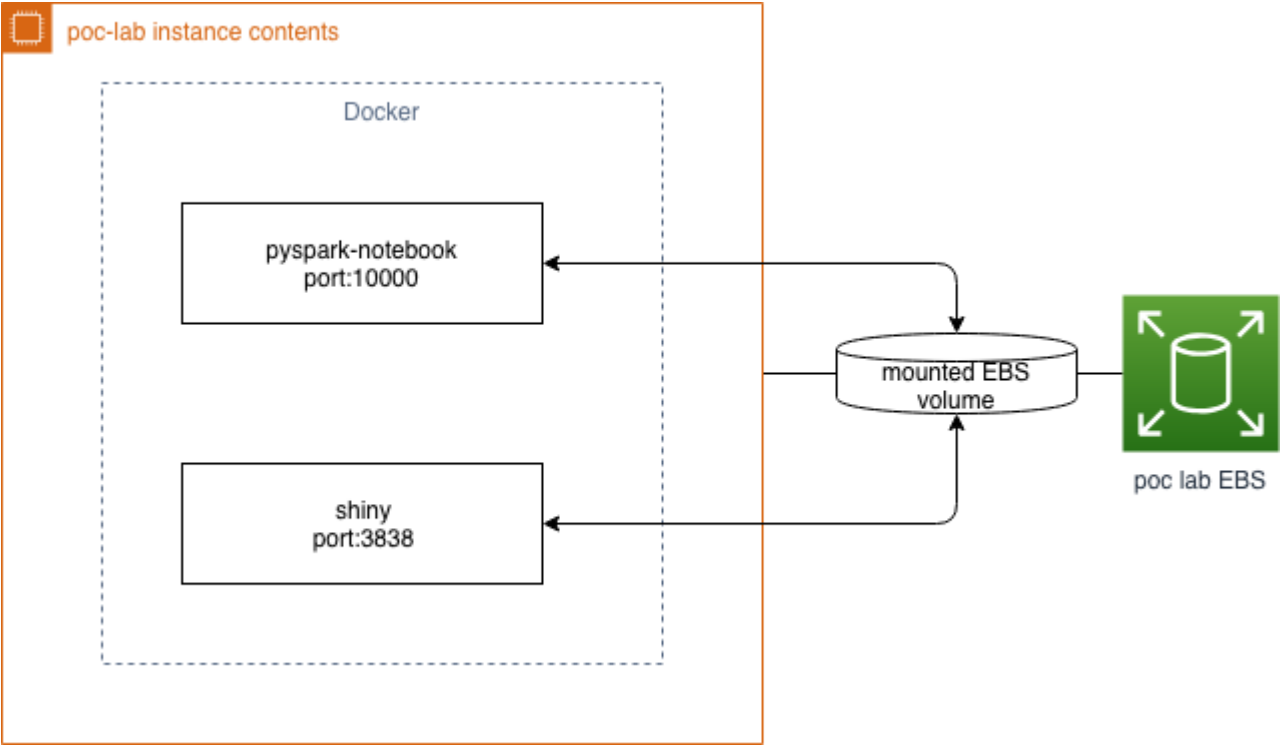 poc-lab instance contents
Docker
pyspark-notebook
port:10000
mounted EBS
volume
poc lab EBS
shiny
port:3838